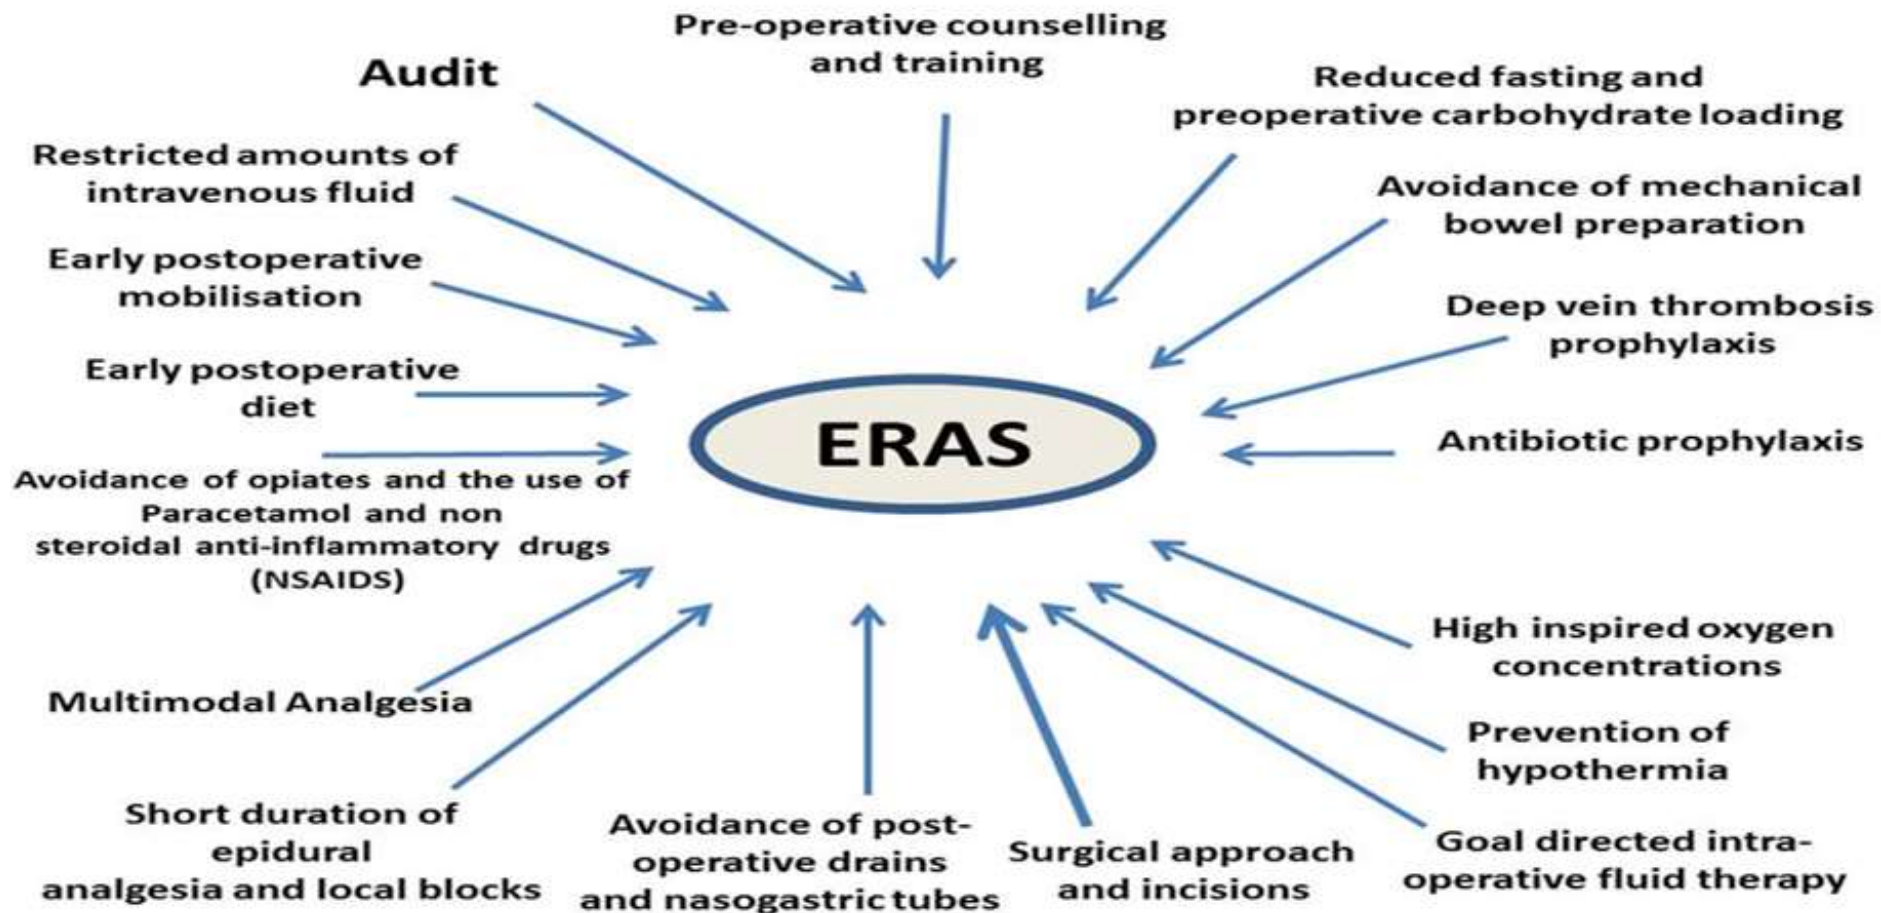 Pre-operative counselling
and training
Audit
Reduced fasting and
preoperative carbohydrate loading
Restricted amounts of
intravenous fluid
Avoidance of mechanical
bowel preparation
Early postoperative
mobilisation
Deep vein thrombosis
prophylaxis
Early postoperative
diet
ERAS
Antibiotic prophylaxis
Avoidance of opiates and the use of
Paracetamol and non
steroidal anti-inflammatory drugs
(NSAIDS)
High inspired oxygen
concentrations
Multimodal Analgesia
Prevention of
hypothermia
Short duration of
epidural
analgesia and local blocks
Avoidance of post-
operative drains
and nasogastric tubes
Surgical approach
and incisions
Goal directed intra-
operative fluid therapy